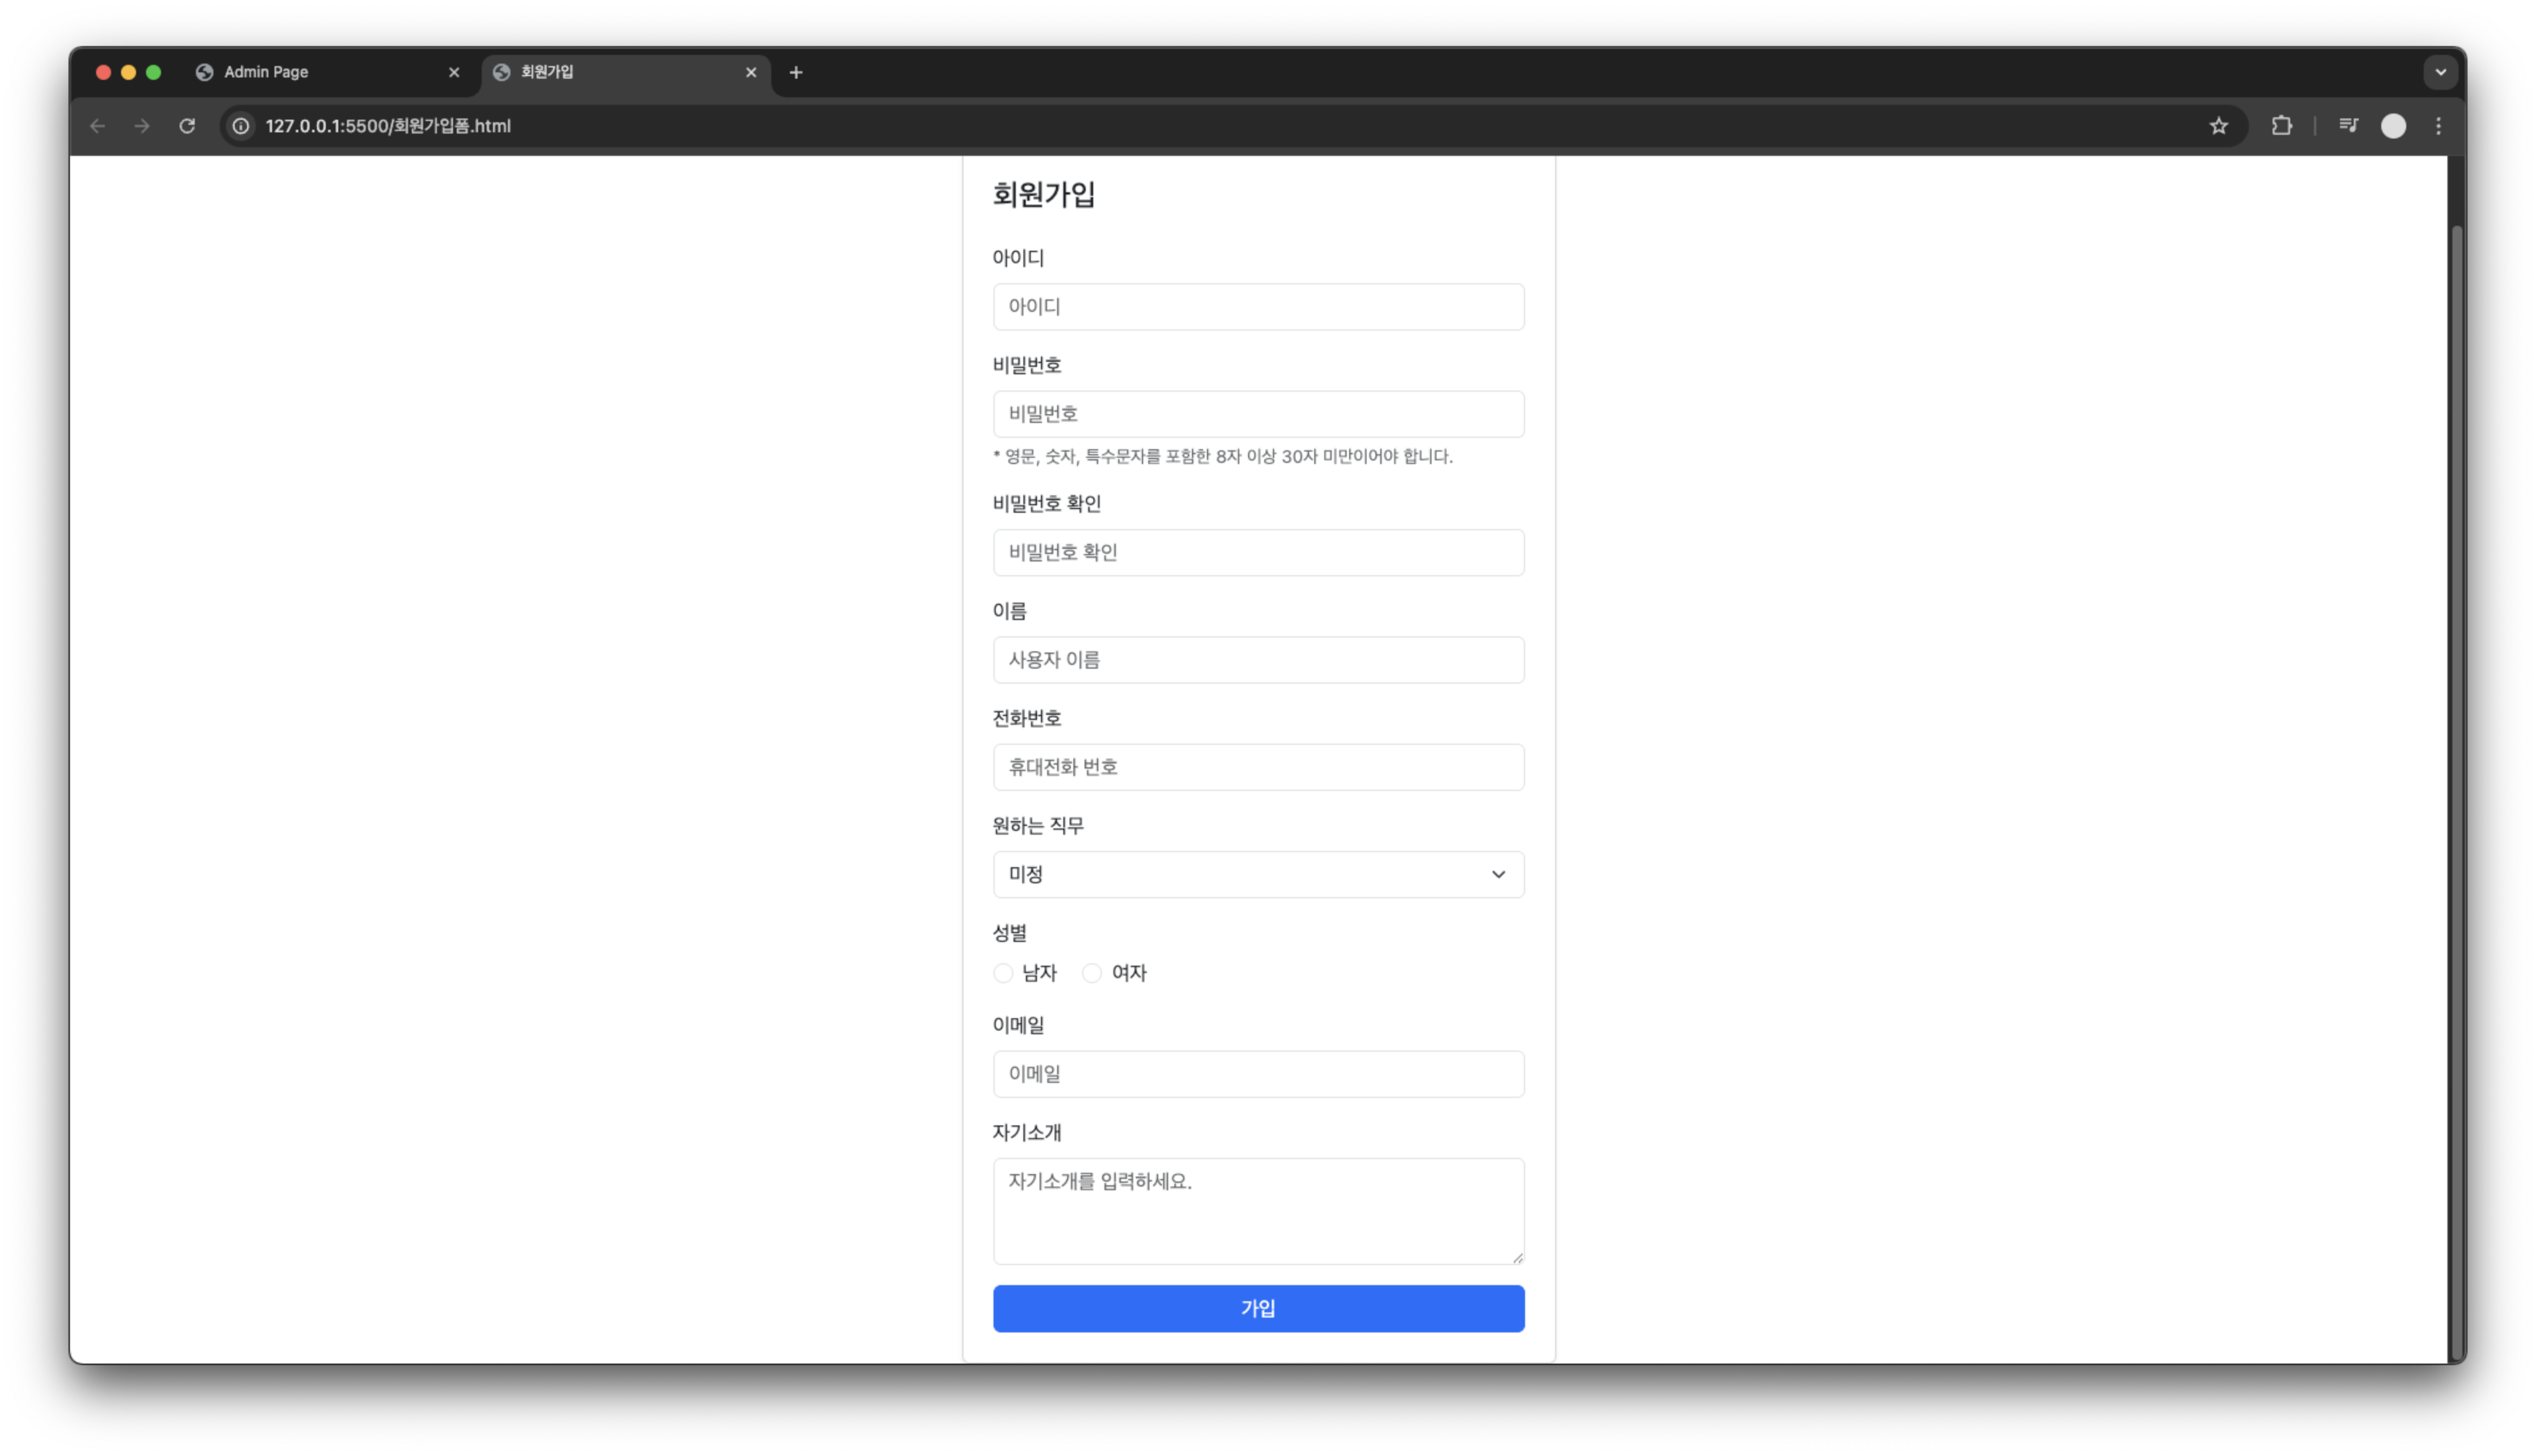 Admin Page
회원가입
127.0.0.1:5500/회원가입폼.html
회원가입
아이디
아이디
비밀번호
비밀번호
* 영문, 숫자, 특수문자를 포함한 8자 이상 30자 미만이어야 합니다.
비밀번호 확인
비밀번호 확인
이름
사용자 이름
전화번호
휴대전화 번호
원하는 직무
미정
성별
남자 여자
이메일
이메일
자기소개
자기소개를 입력하세요.
가입